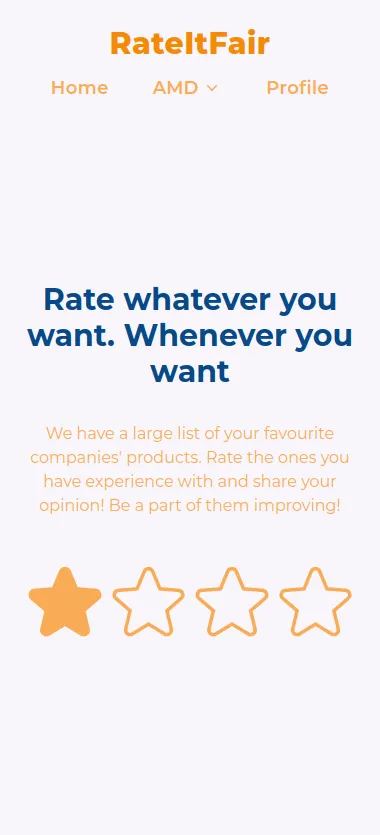 RateItFair
Home AMD Profile
Rate whatever you
want. Whenever you
want
We have a large list of your favourite
companies' products. Rate the ones you
have experience with and share your
opinion! Be a part of them improving!